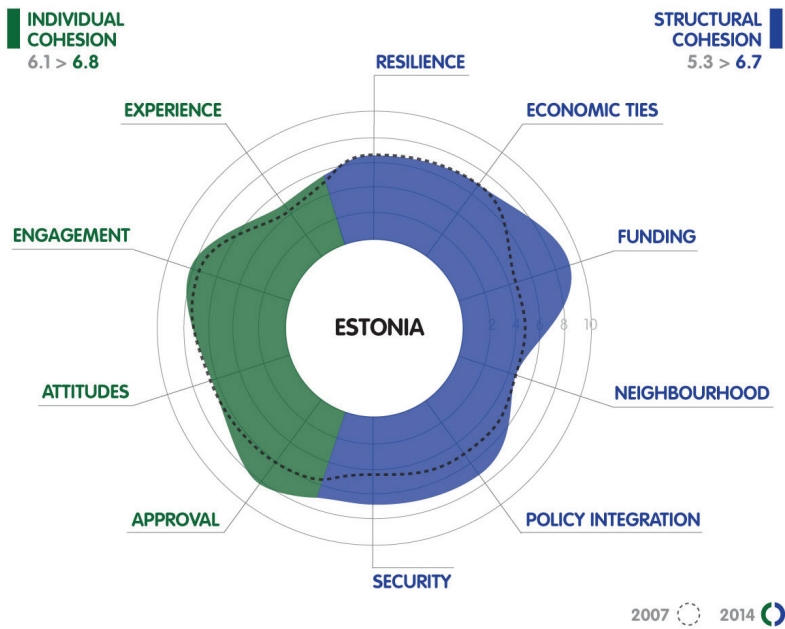 INDIVIDUAL
COHESION
6.1 > 6.8
STRUCTURAL
COHESION
5.3 > 6.7
RESILIENCE
EXPERIENCE
ECONOMIC TIES
ENGAGEMENT
FUNDING
ESTONIA
2 4 6 8 10
ATTITUDES
NEIGHBOURHOOD
APPROVAL
POLICY INTEGRATION
SECURITY
2007 2014